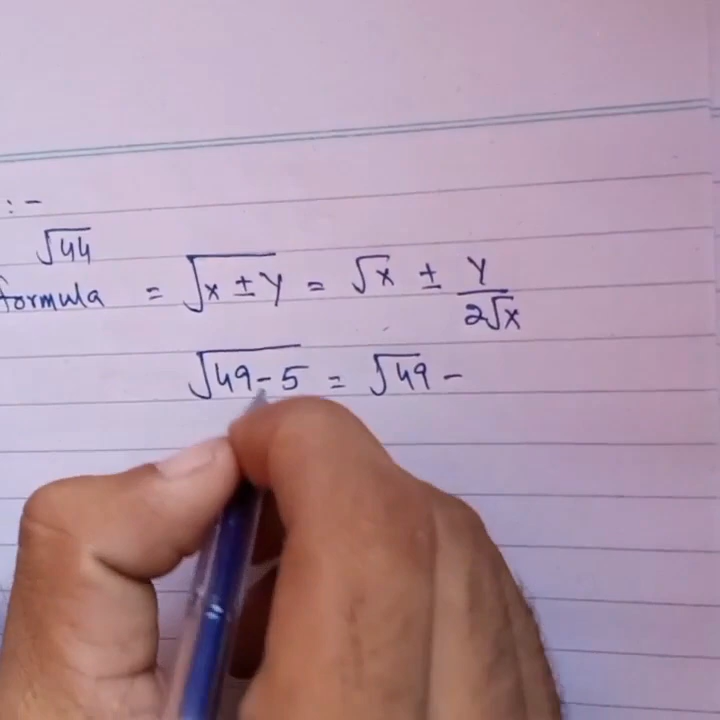 :-
√44
formula = √x ± y = √x ± y/2√x
√49-5 = √49 -